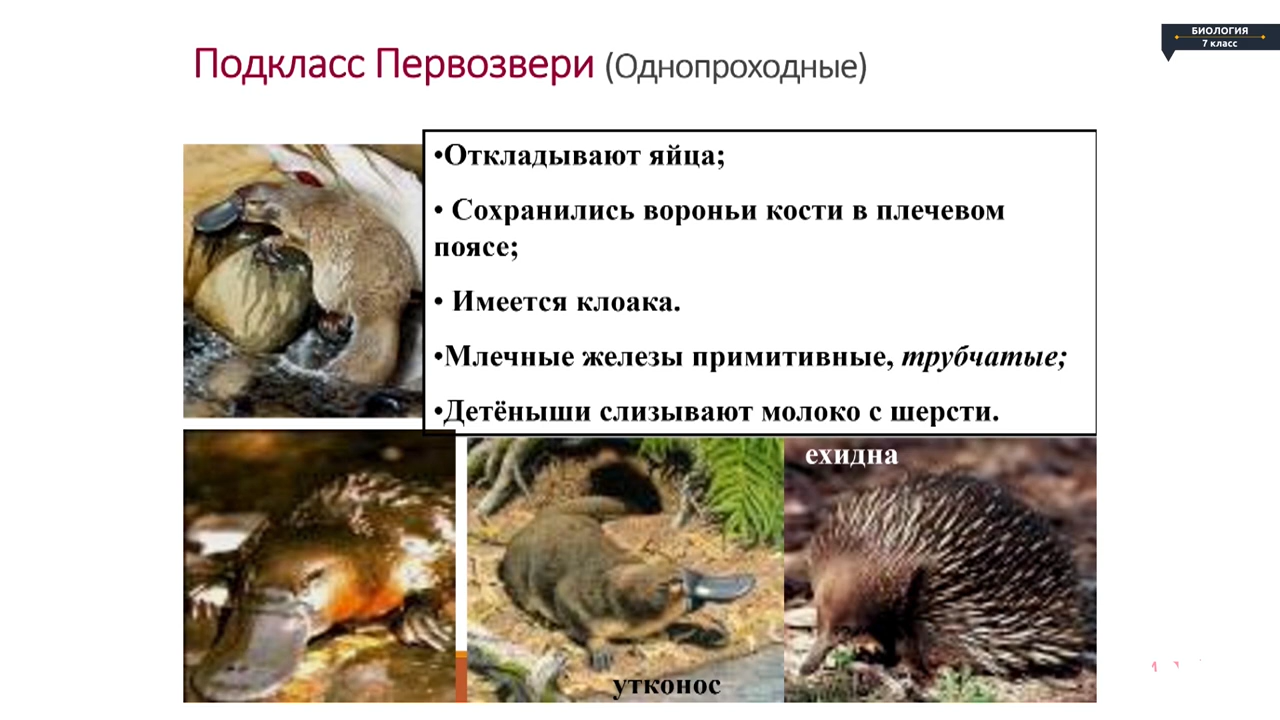 БИОЛОГИЯ
7 класс
Подкласс Первозвери (Однопроходные)
•Откладывают яйца;
• Сохранились вороньи кости в плечевом
поясе;
• Имеется клоака.
•Млечные железы примитивные, трубчатые;
•Детёныши слизывают молоко с шерсти.
ехидна
утконос